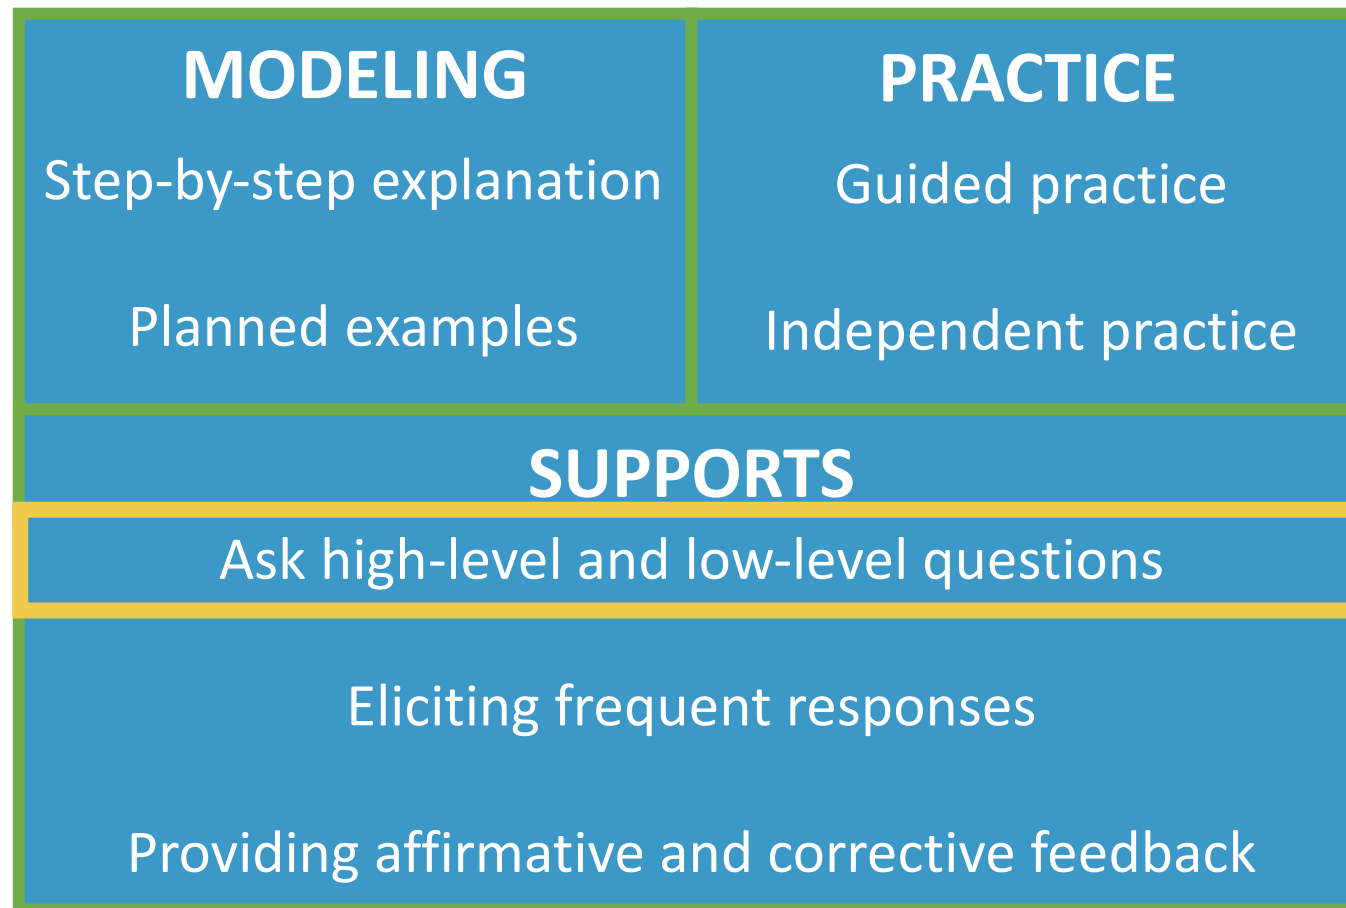 MODELING
Step-by-step explanation
Planned examples
PRACTICE
Guided practice
Independent practice
SUPPORTS
Ask high-level and low-level questions
Eliciting frequent responses
Providing affirmative and corrective feedback